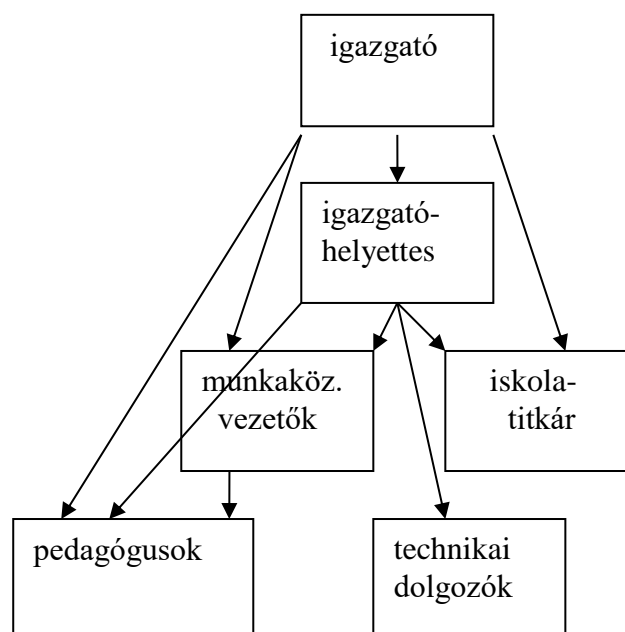 igazgató
igazgató-
helyettes
munkaköz.
vezetők
iskola-
titkár
pedagógusok
technikai
dolgozók